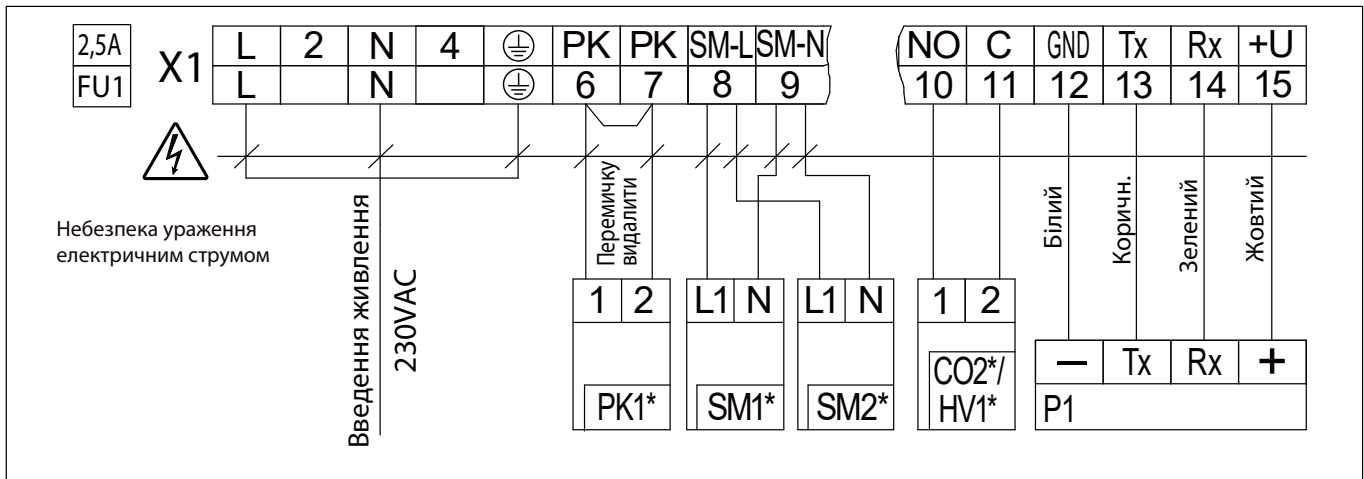 2,5A
FU1
X1
L 2 N 4 PK PK SM-L SM-N NO C GND Tx Rx +U
L N 6 7 8 9 10 11 12 13 14 15
Небезпека ураження
електричним струмом
Введення живлення
230VAC
Перемичку
видалити
Білий
Коричн.
Зелений
Жовтий
1 2 L1 N L1 N 1 2
— Tx Rx +
PK1* SM1* SM2*
CO2*/
HV1*
P1